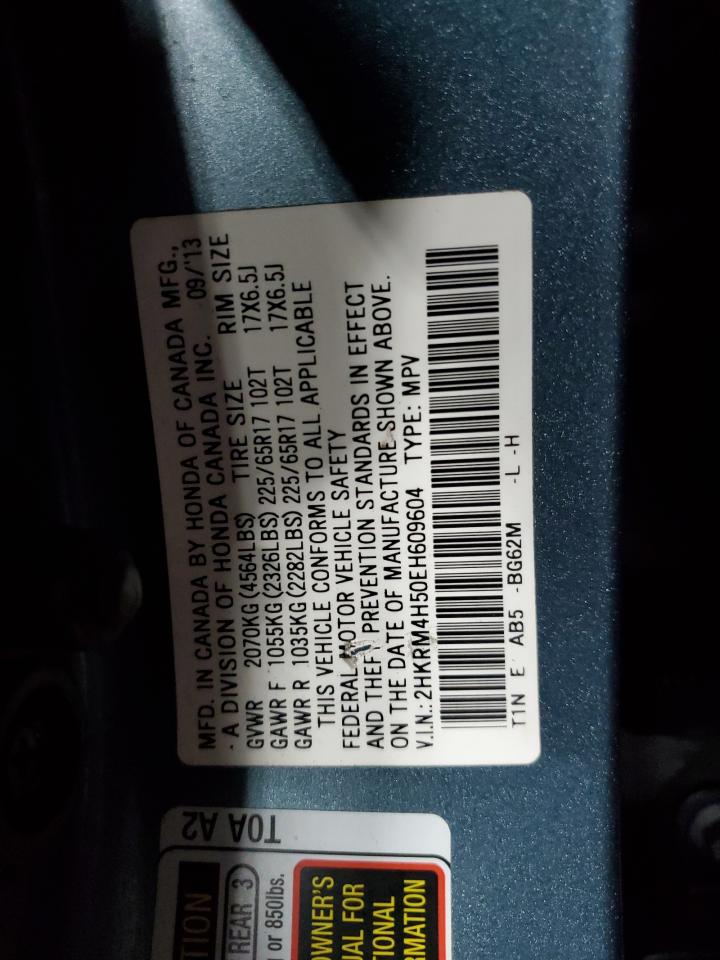 MFD. IN CANADA BY HONDA OF CANADA MFG.,
- A DIVISION OF HONDA CANADA INC. 09/'13
GVWR 2070KG (4564LBS) TIRE SIZE RIM SIZE
GAWR F 1055KG (2326LBS) 225/65R17 102T 17X6.5J
GAWR R 1035KG (2282LBS) 225/65R17 102T 17X6.5J
THIS VEHICLE CONFORMS TO ALL APPLICABLE
FEDERAL MOTOR VEHICLE SAFETY
AND THEFT PREVENTION STANDARDS IN EFFECT
ON THE DATE OF MANUFACTURE SHOWN ABOVE.
V.I.N.: 2HKRM4H50EH609604 TYPE: MPV
T1N E AB5 -BG62M -L -H
T0A A2
REAR 3
or 850lbs.
OWNER'S
FOR